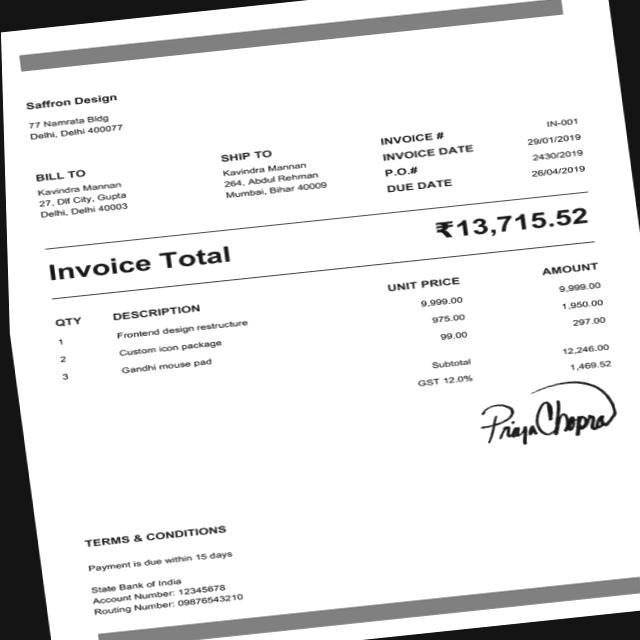 Saffron Design
77 Namrata Bldg
Delhi, Delhi 400077
BILL TO
Kavindra Mannan
27, Dlf City, Gupta
Delhi, Delhi 40003
SHIP TO
Kavindra Mannan
264, Abdul Rehman
Mumbai, Bihar 40009
INVOICE # IN-001
INVOICE DATE 29/01/2019
P.O.# 2430/2019
DUE DATE 26/04/2019
Invoice Total ₹13,715.52
QTY DESCRIPTION UNIT PRICE AMOUNT
1 Frontend design restructure 9,999.00 9,999.00
2 Custom icon package 975.00 1,950.00
3 Gandhi mouse pad 99.00 297.00
Subtotal 12,246.00
GST 12.0% 1,469.52
Priya Chopra
TERMS & CONDITIONS
Payment is due within 15 days
State Bank of India
Account Number: 12345678
Routing Number: 09876543210